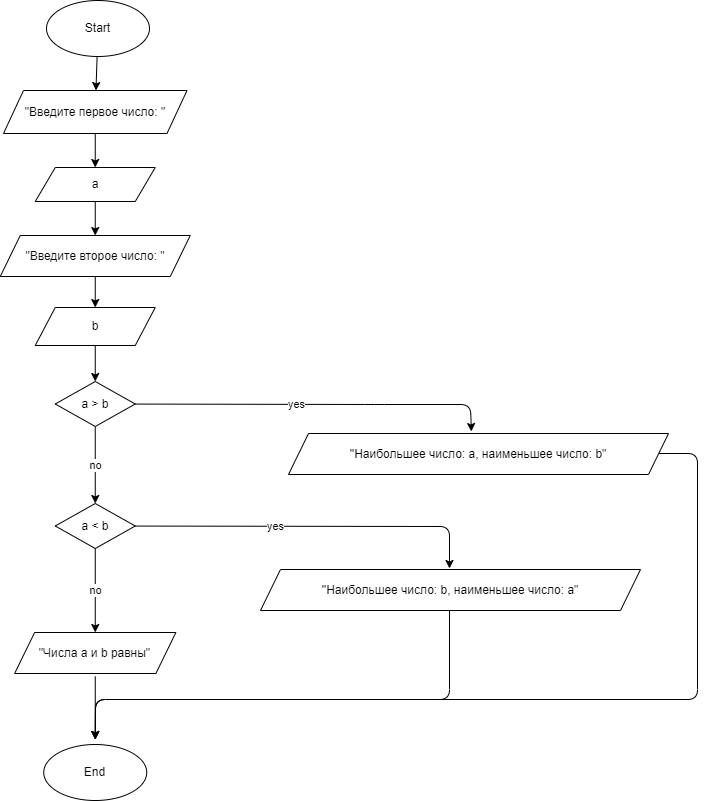 Start
"Введите первое число: "
a
"Введите второе число: "
b
a > b
yes
"Наибольшее число: a, наименьшее число: b"
no
a < b
yes
"Наибольшее число: b, наименьшее число: a"
no
"Числа a и b равны"
End